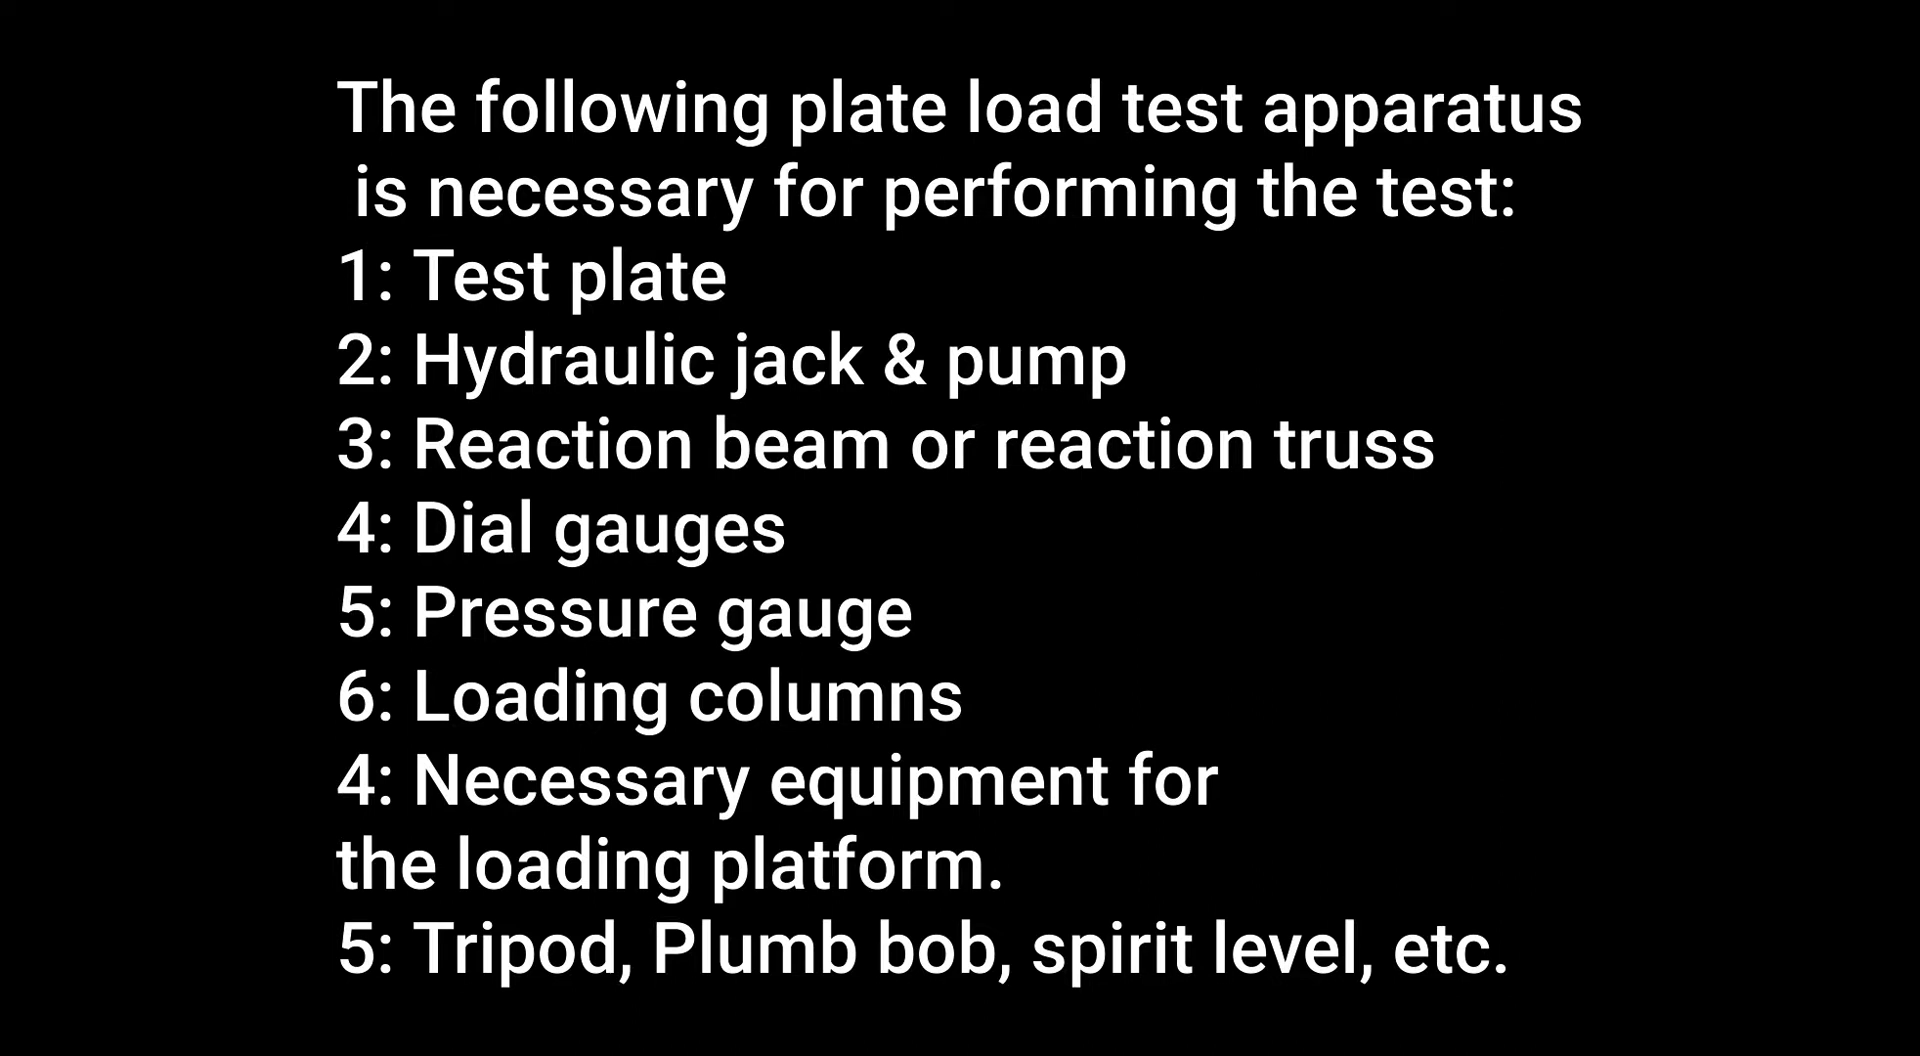 The following plate load test apparatus
is necessary for performing the test:
1: Test plate
2: Hydraulic jack & pump
3: Reaction beam or reaction truss
4: Dial gauges
5: Pressure gauge
6: Loading columns
4: Necessary equipment for
the loading platform.
5: Tripod, Plumb bob, spirit level, etc.